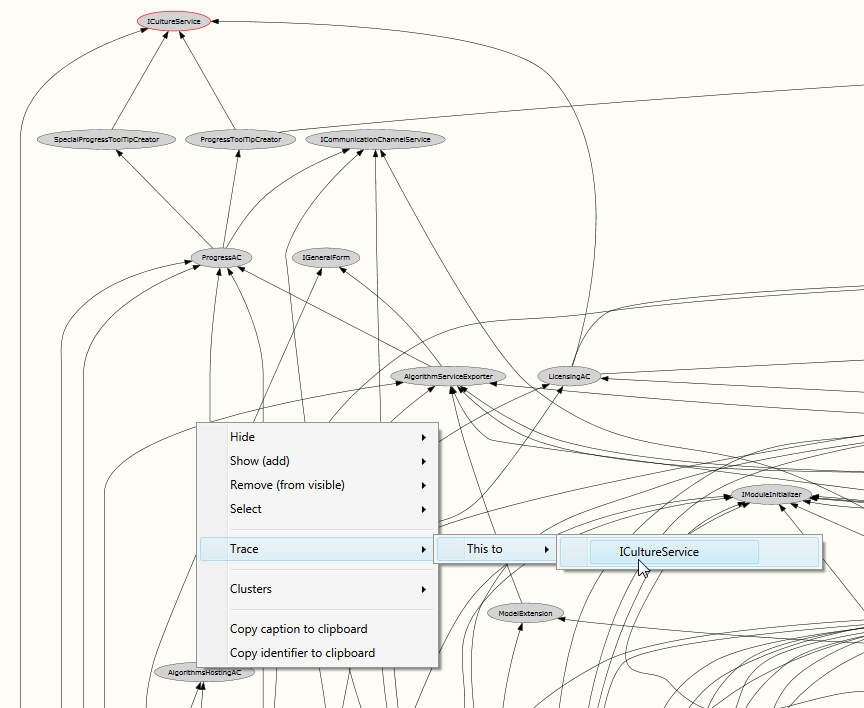 ICultureService
SpecialProgressToolTipCreator
ProgressToolTipCreator
ICommunicationChannelService
ProgressAC
IGeneralForm
AlgorithmServiceExporter
LicensingAC
Hide
Show (add)
Remove (from visible)
Select
IModuleInitializer
Trace
This to
ICultureService
Clusters
ModelExtension
Copy caption to clipboard
Copy identifier to clipboard
AlgorithmsHostingAC